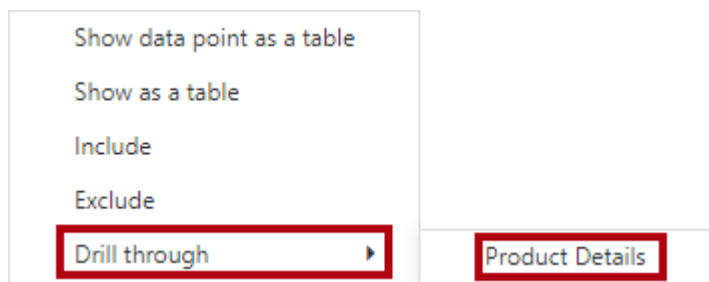 Show data point as a table
Show as a table
Include
Exclude
Drill through
Product Details